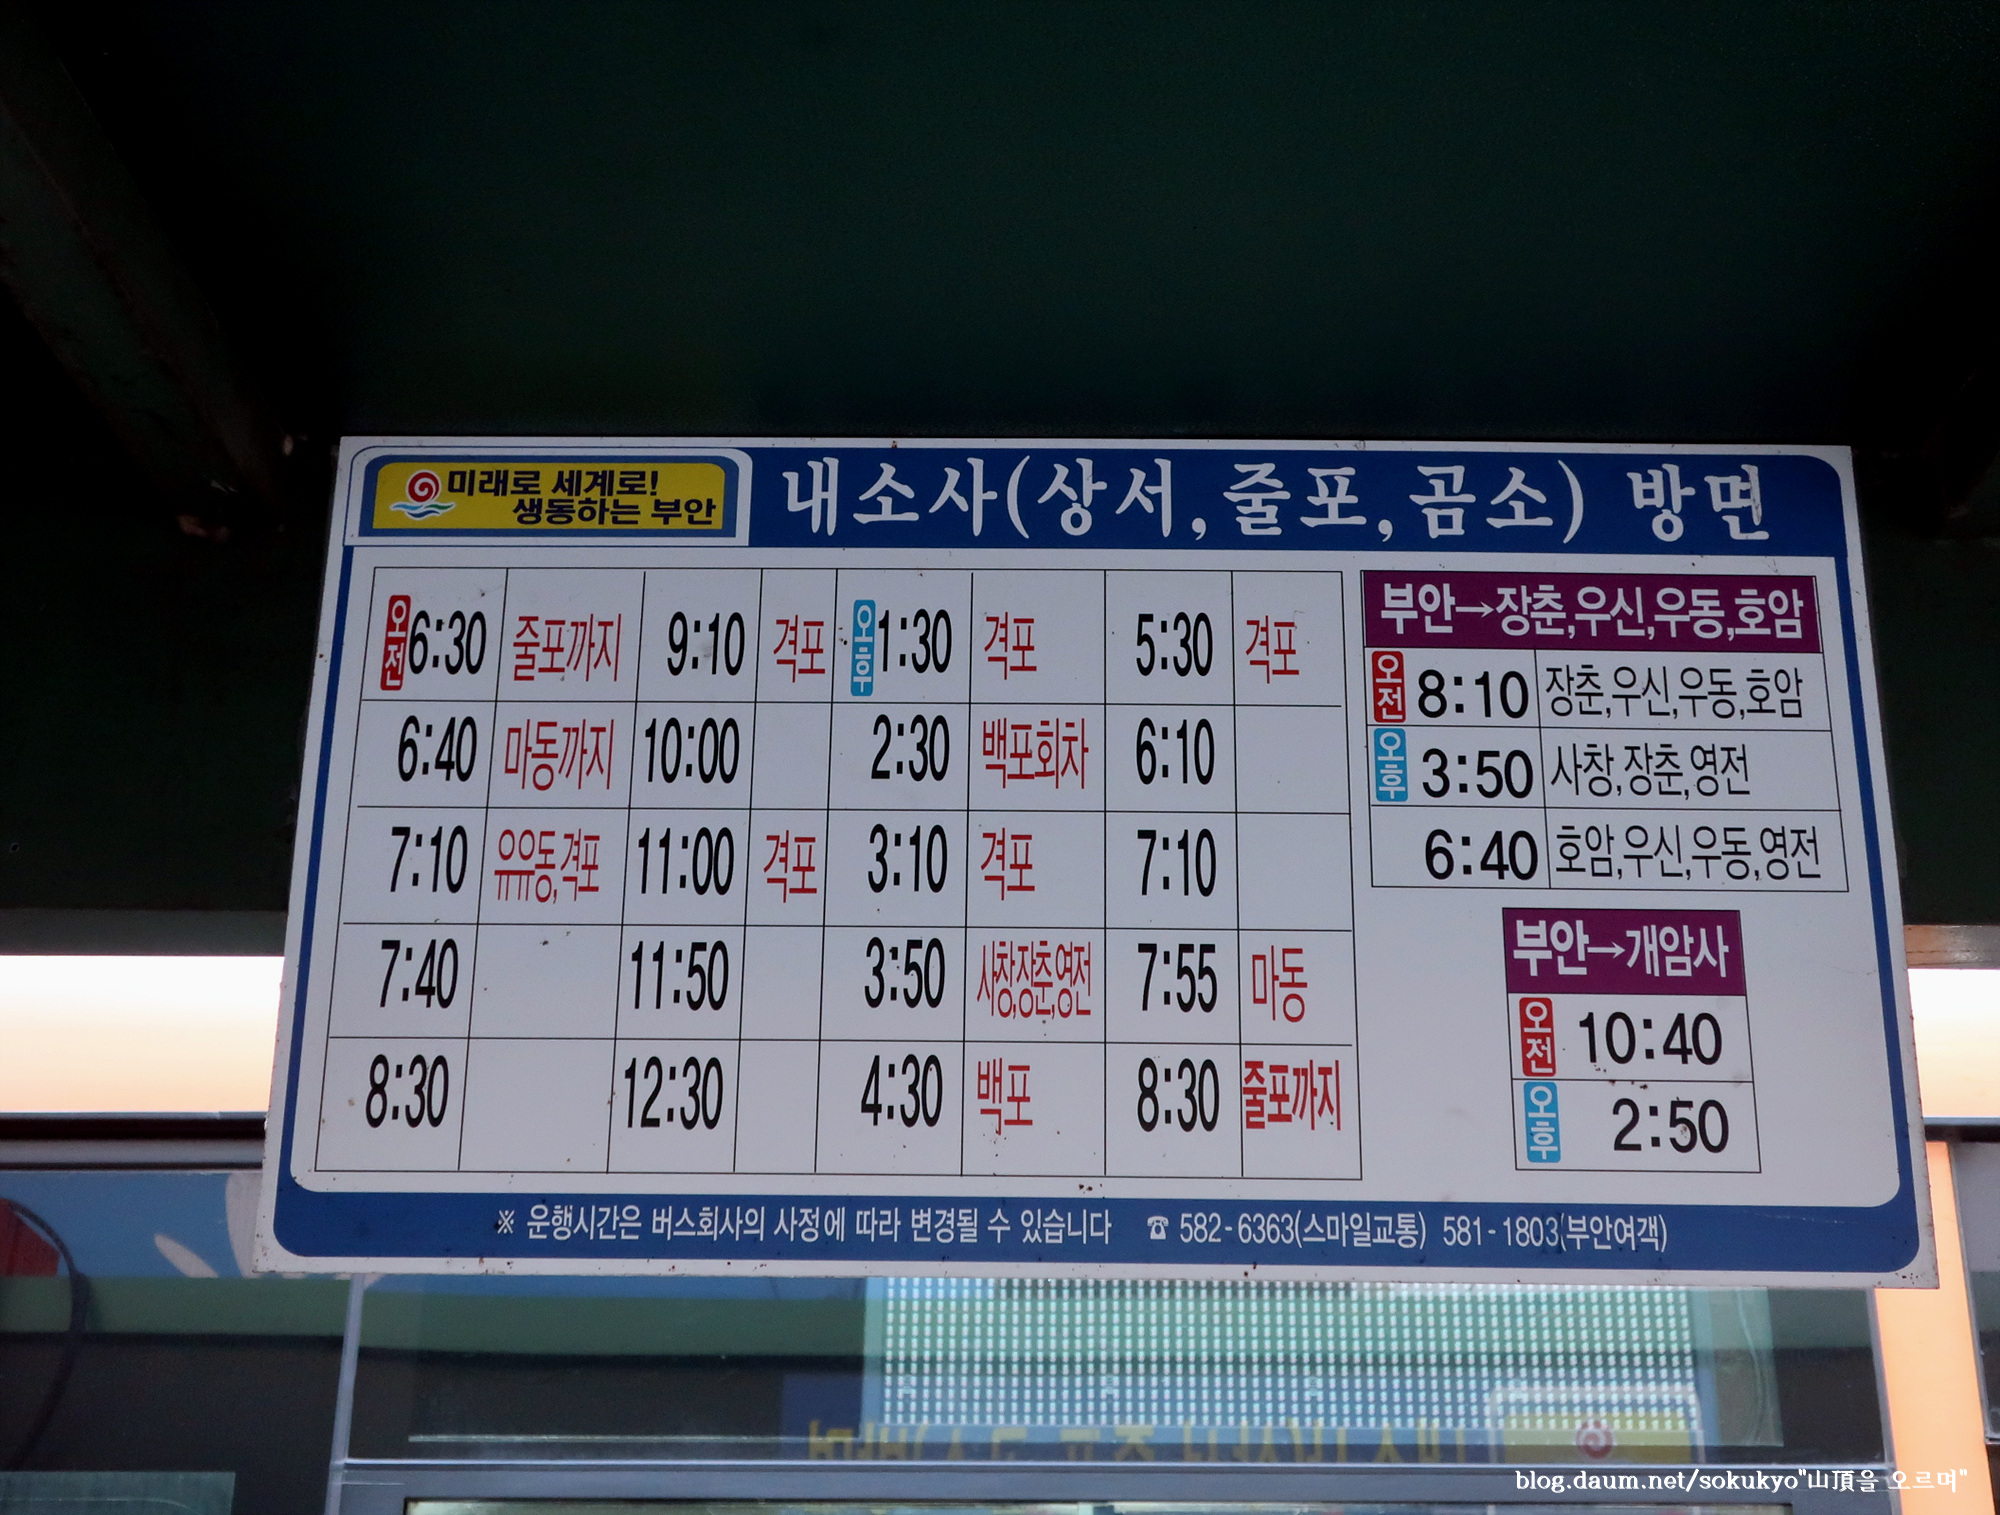 미래로 세계로!
생동하는 부안
내소사(상서,줄포,곰소) 방면
오전 6:30 줄포까지 9:10 격포 오후 1:30 격포 5:30 격포
6:40 마동까지 10:00 2:30 백포회차 6:10
7:10 유유동,격포 11:00 격포 3:10 격포 7:10
7:40 11:50 3:50 사창,장춘,영전 7:55 마동
8:30 12:30 4:30 백포 8:30 줄포까지
부안→장춘,우신,우동,호암
오전 8:10 장춘,우신,우동,호암
오후 3:50 사창,장춘,영전
6:40 호암,우신,우동,영전
부안→개암사
오전 10:40
오후 2:50
※ 운행시간은 버스회사의 사정에 따라 변경될 수 있습니다 ☎ 582-6363(스마일교통) 581-1803(부안여객)
blog.daum.net/sokukyo"山頂을 오르며"